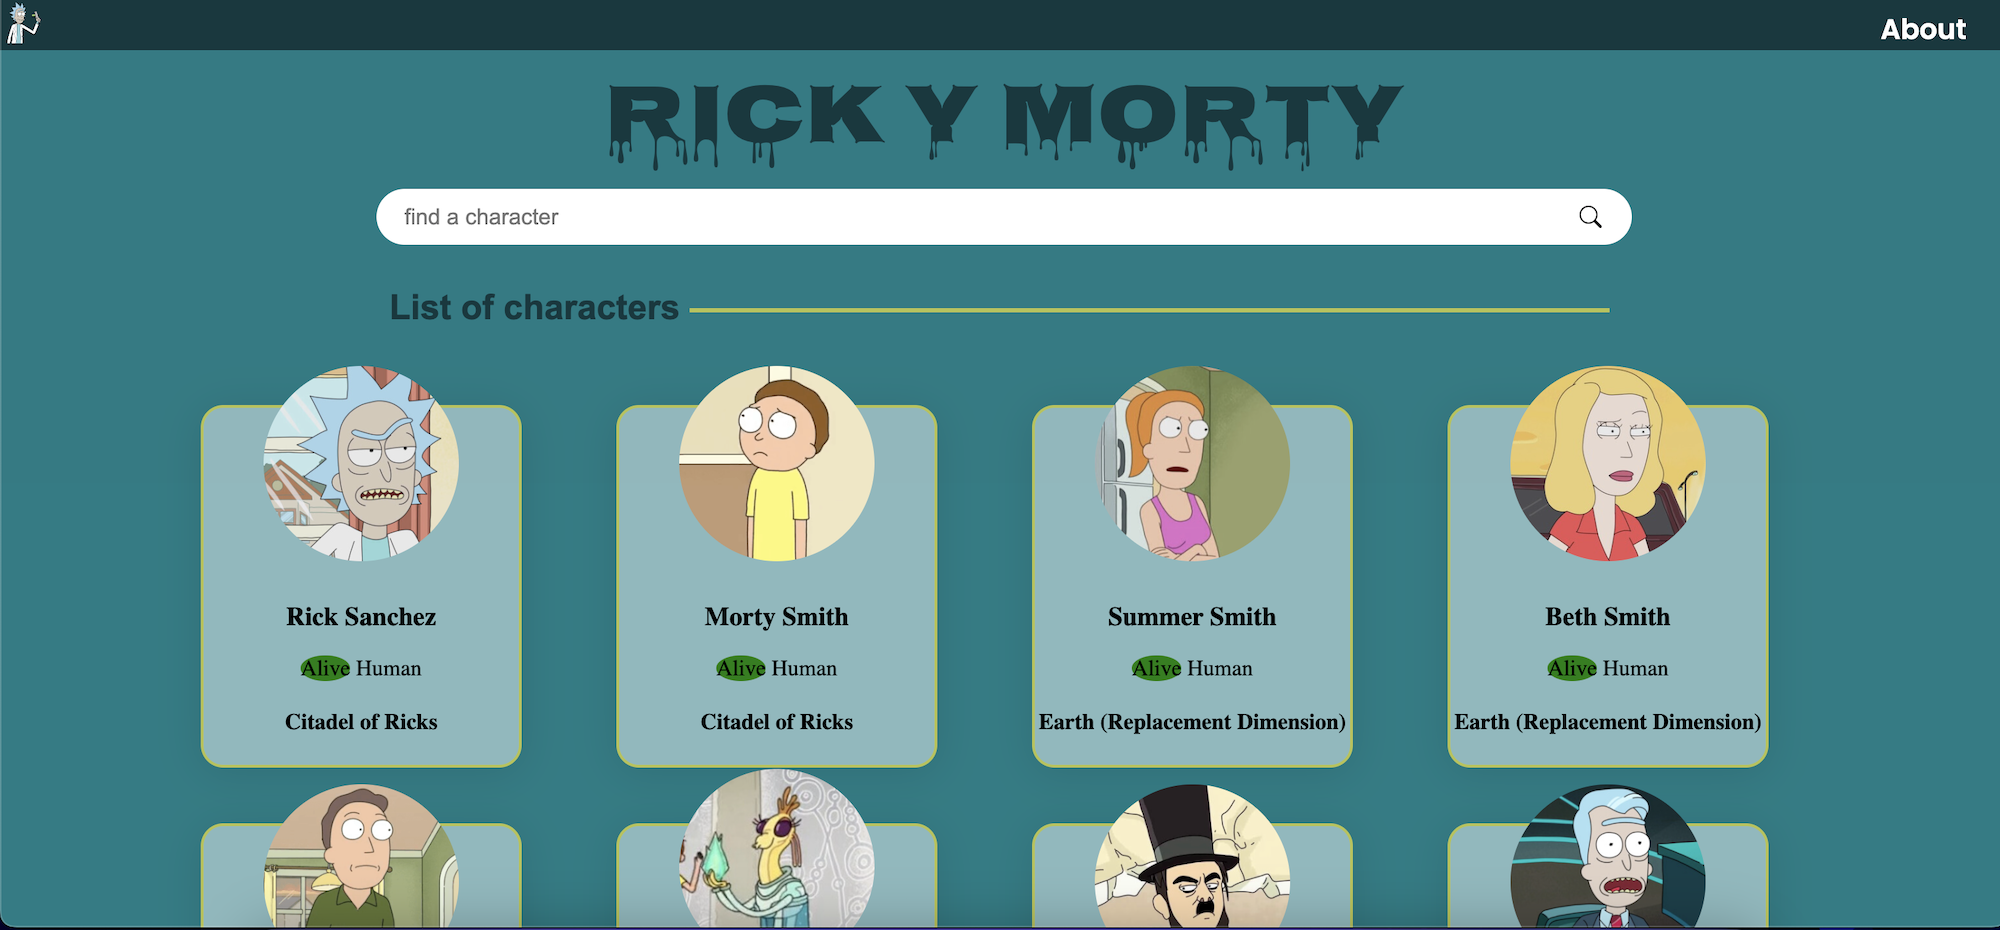 About
RICK Y MORTY
find a character
List of characters
Rick Sanchez
Alive Human
Citadel of Ricks
Morty Smith
Alive Human
Citadel of Ricks
Summer Smith
Alive Human
Earth (Replacement Dimension)
Beth Smith
Alive Human
Earth (Replacement Dimension)